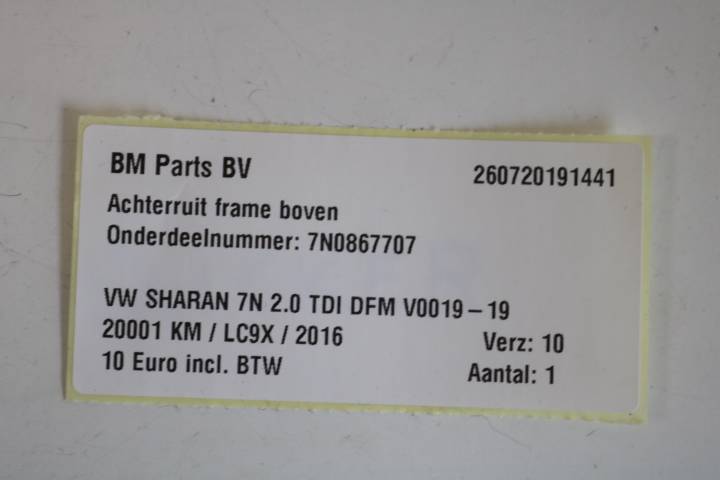 BM Parts BV 260720191441
Achterruit frame boven
Onderdeelnummer: 7N0867707
VW SHARAN 7N 2.0 TDI DFM V0019 – 19
20001 KM / LC9X / 2016 Verz: 10
10 Euro incl. BTW Aantal: 1